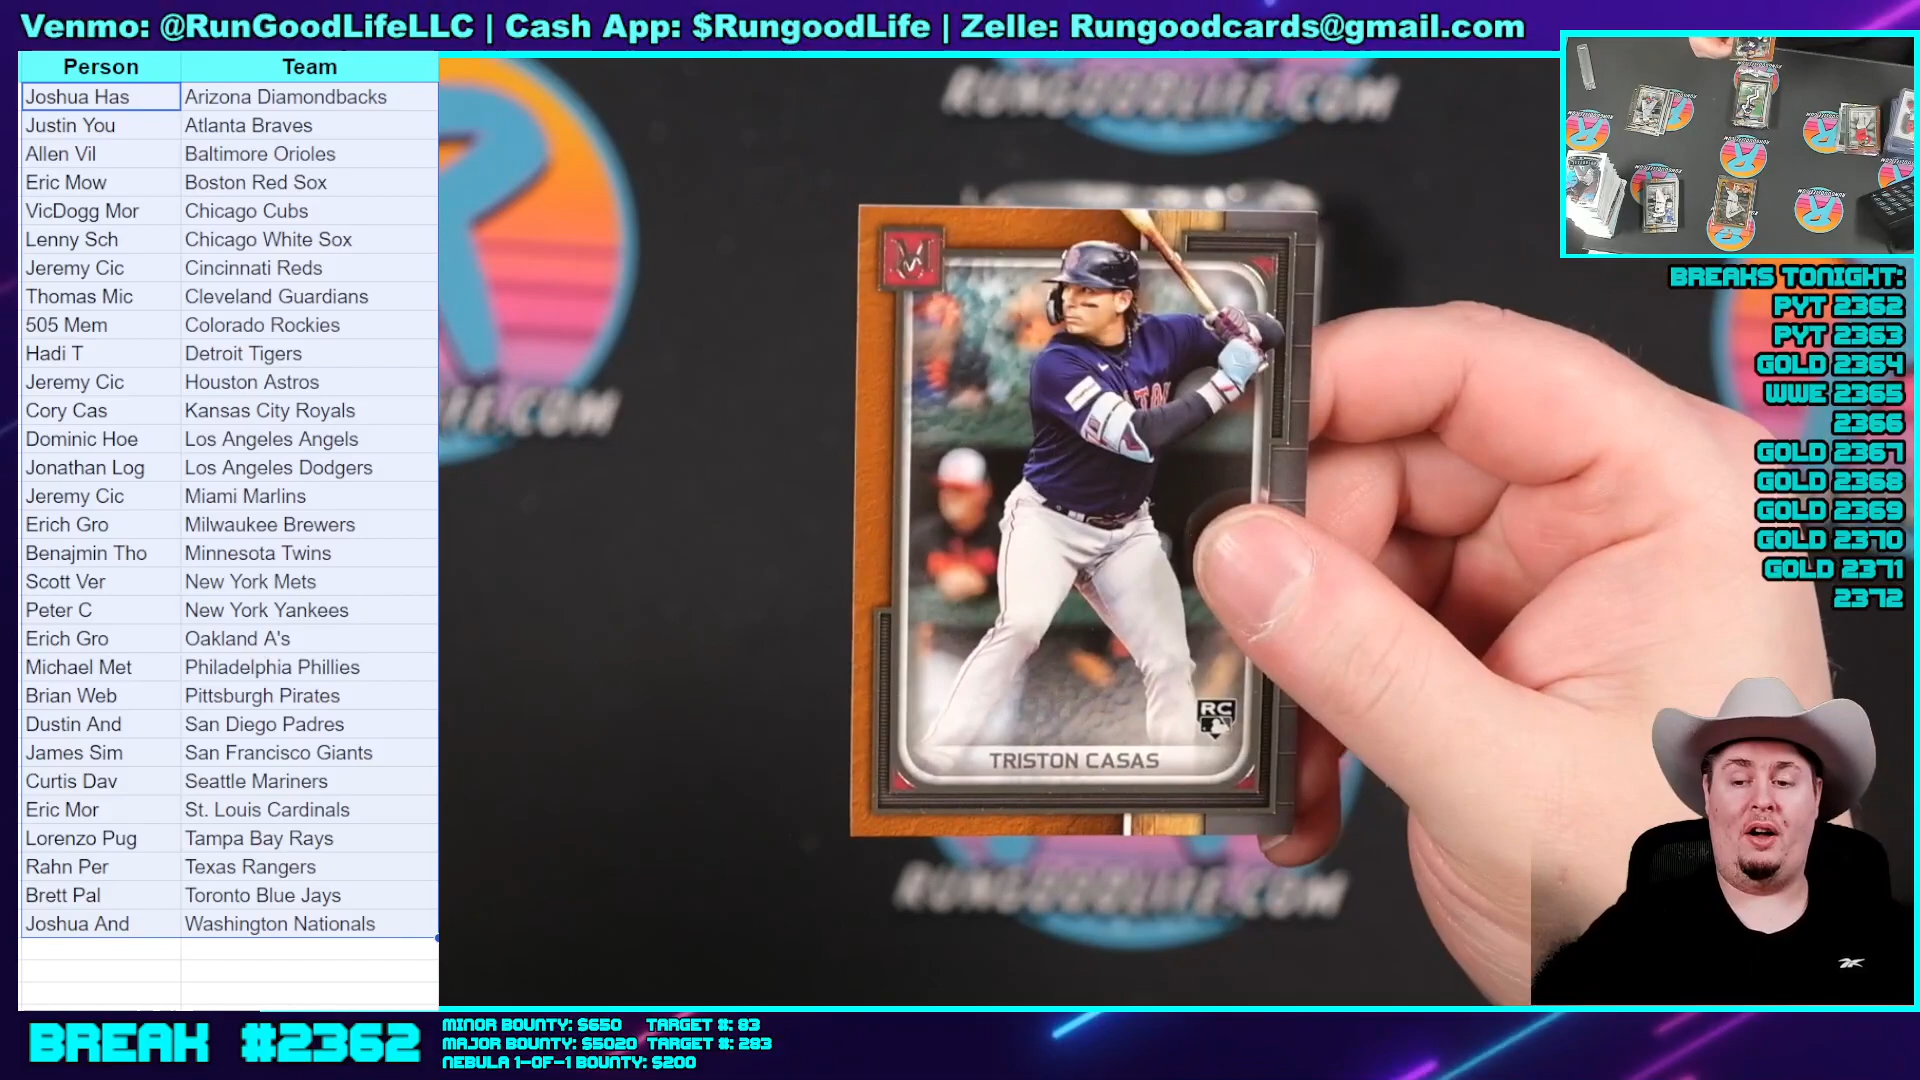 Venmo: @RunGoodLifeLLC | Cash App: $RungoodLife | Zelle: Rungoodcards@gmail.com
Person Team
Joshua Has Arizona Diamondbacks
Justin You Atlanta Braves
Allen Vil Baltimore Orioles
Eric Mow Boston Red Sox
VicDogg Mor Chicago Cubs
Lenny Sch Chicago White Sox
Jeremy Cic Cincinnati Reds
Thomas Mic Cleveland Guardians
505 Mem Colorado Rockies
Hadi T Detroit Tigers
Jeremy Cic Houston Astros
Cory Cas Kansas City Royals
Dominic Hoe Los Angeles Angels
Jonathan Log Los Angeles Dodgers
Jeremy Cic Miami Marlins
Erich Gro Milwaukee Brewers
Benajmin Tho Minnesota Twins
Scott Ver New York Mets
Peter C New York Yankees
Erich Gro Oakland A's
Michael Met Philadelphia Phillies
Brian Web Pittsburgh Pirates
Dustin And San Diego Padres
James Sim San Francisco Giants
Curtis Dav Seattle Mariners
Eric Mor St. Louis Cardinals
Lorenzo Pug Tampa Bay Rays
Rahn Per Texas Rangers
Brett Pal Toronto Blue Jays
Joshua And Washington Nationals
RUNGOODLIFE.COM
IFE.COM
M
RC
TRISTON CASAS
RUNGOODLIFE.COM
BREAKS TONIGHT:
PYT 2362
PYT 2363
GOLD 2364
WWE 2365
2366
GOLD 2367
GOLD 2368
GOLD 2369
GOLD 2370
GOLD 2371
2372
BREAK #2362
MINOR BOUNTY: $650 TARGET #: 83
MAJOR BOUNTY: $5020 TARGET #: 283
NEBULA 1-OF-1 BOUNTY: $200